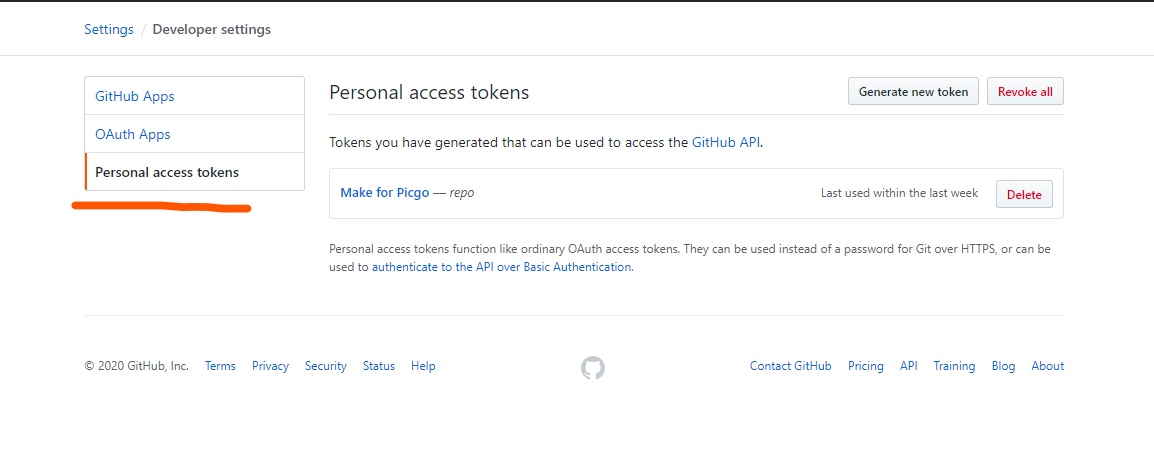 Settings / Developer settings
GitHub Apps
OAuth Apps
Personal access tokens
Personal access tokens
Generate new token
Revoke all
Tokens you have generated that can be used to access the GitHub API.
Make for Picgo — repo
Last used within the last week
Delete
Personal access tokens function like ordinary OAuth access tokens. They can be used instead of a password for Git over HTTPS, or can be
used to authenticate to the API over Basic Authentication.
© 2020 GitHub, Inc. Terms Privacy Security Status Help
Contact GitHub Pricing API Training Blog About